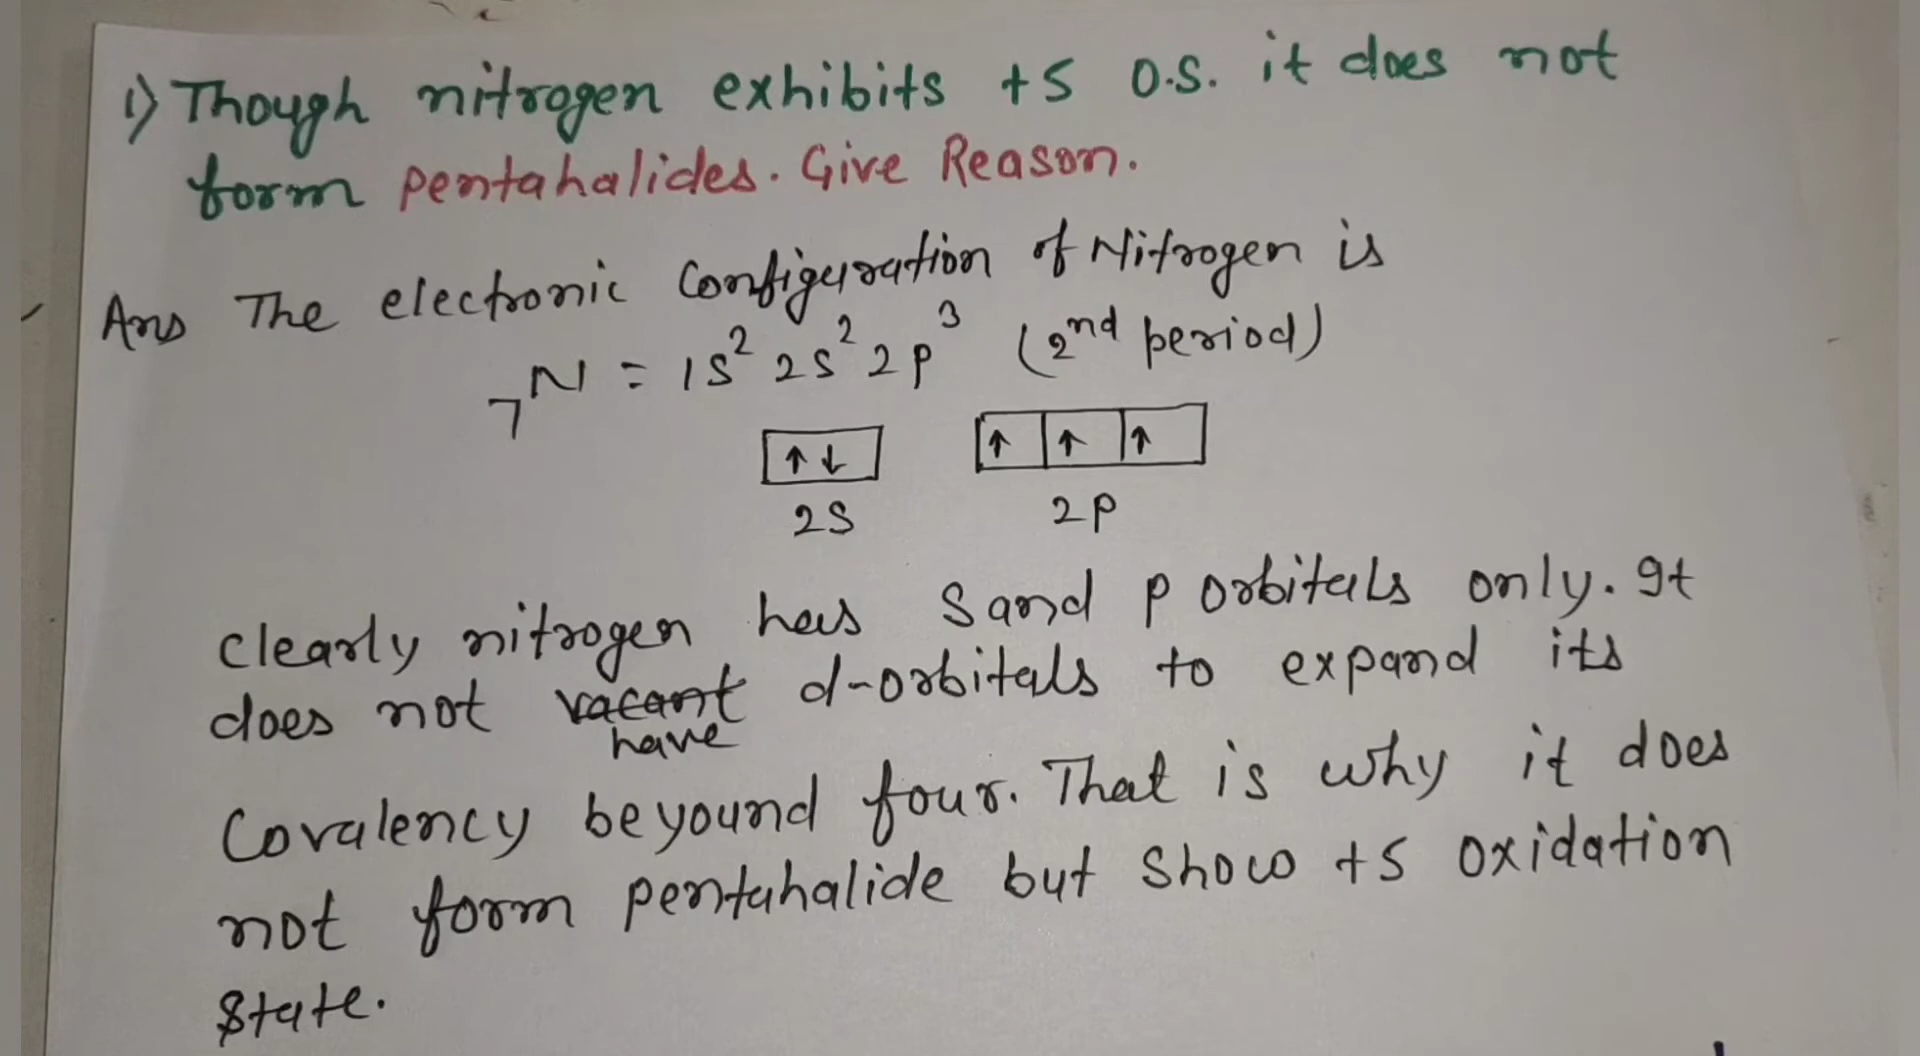 1) Though nitrogen exhibits +5 O.S. it does not
form pentahalides. Give Reason.
Ans The electronic Configuration of Nitrogen is
₇N = 1s² 2s² 2p³ (2nd period)
↑↓ ↑ ↑ ↑
2S 2P
Clearly nitrogen has S and P orbitals only. It
does not vacant d-orbitals to expand its
have
Covalency beyound four. That is why it does
not form pentahalide but show +5 oxidation
State.